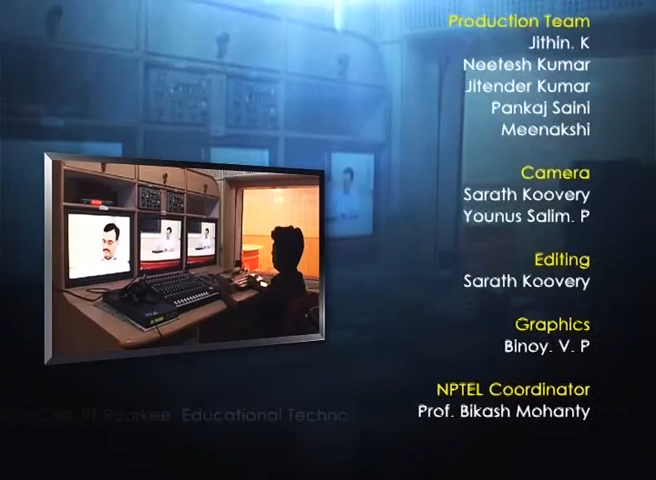 Production Team
Jithin. K
Neetesh Kumar
Jitender Kumar
Pankaj Saini
Meenakshi
Camera
Sarath Koovery
Younus Salim. P
Editing
Sarath Koovery
Graphics
Binoy. V. P
NPTEL Coordinator
Prof. Bikash Mohanty
Roorkee Educational Techno